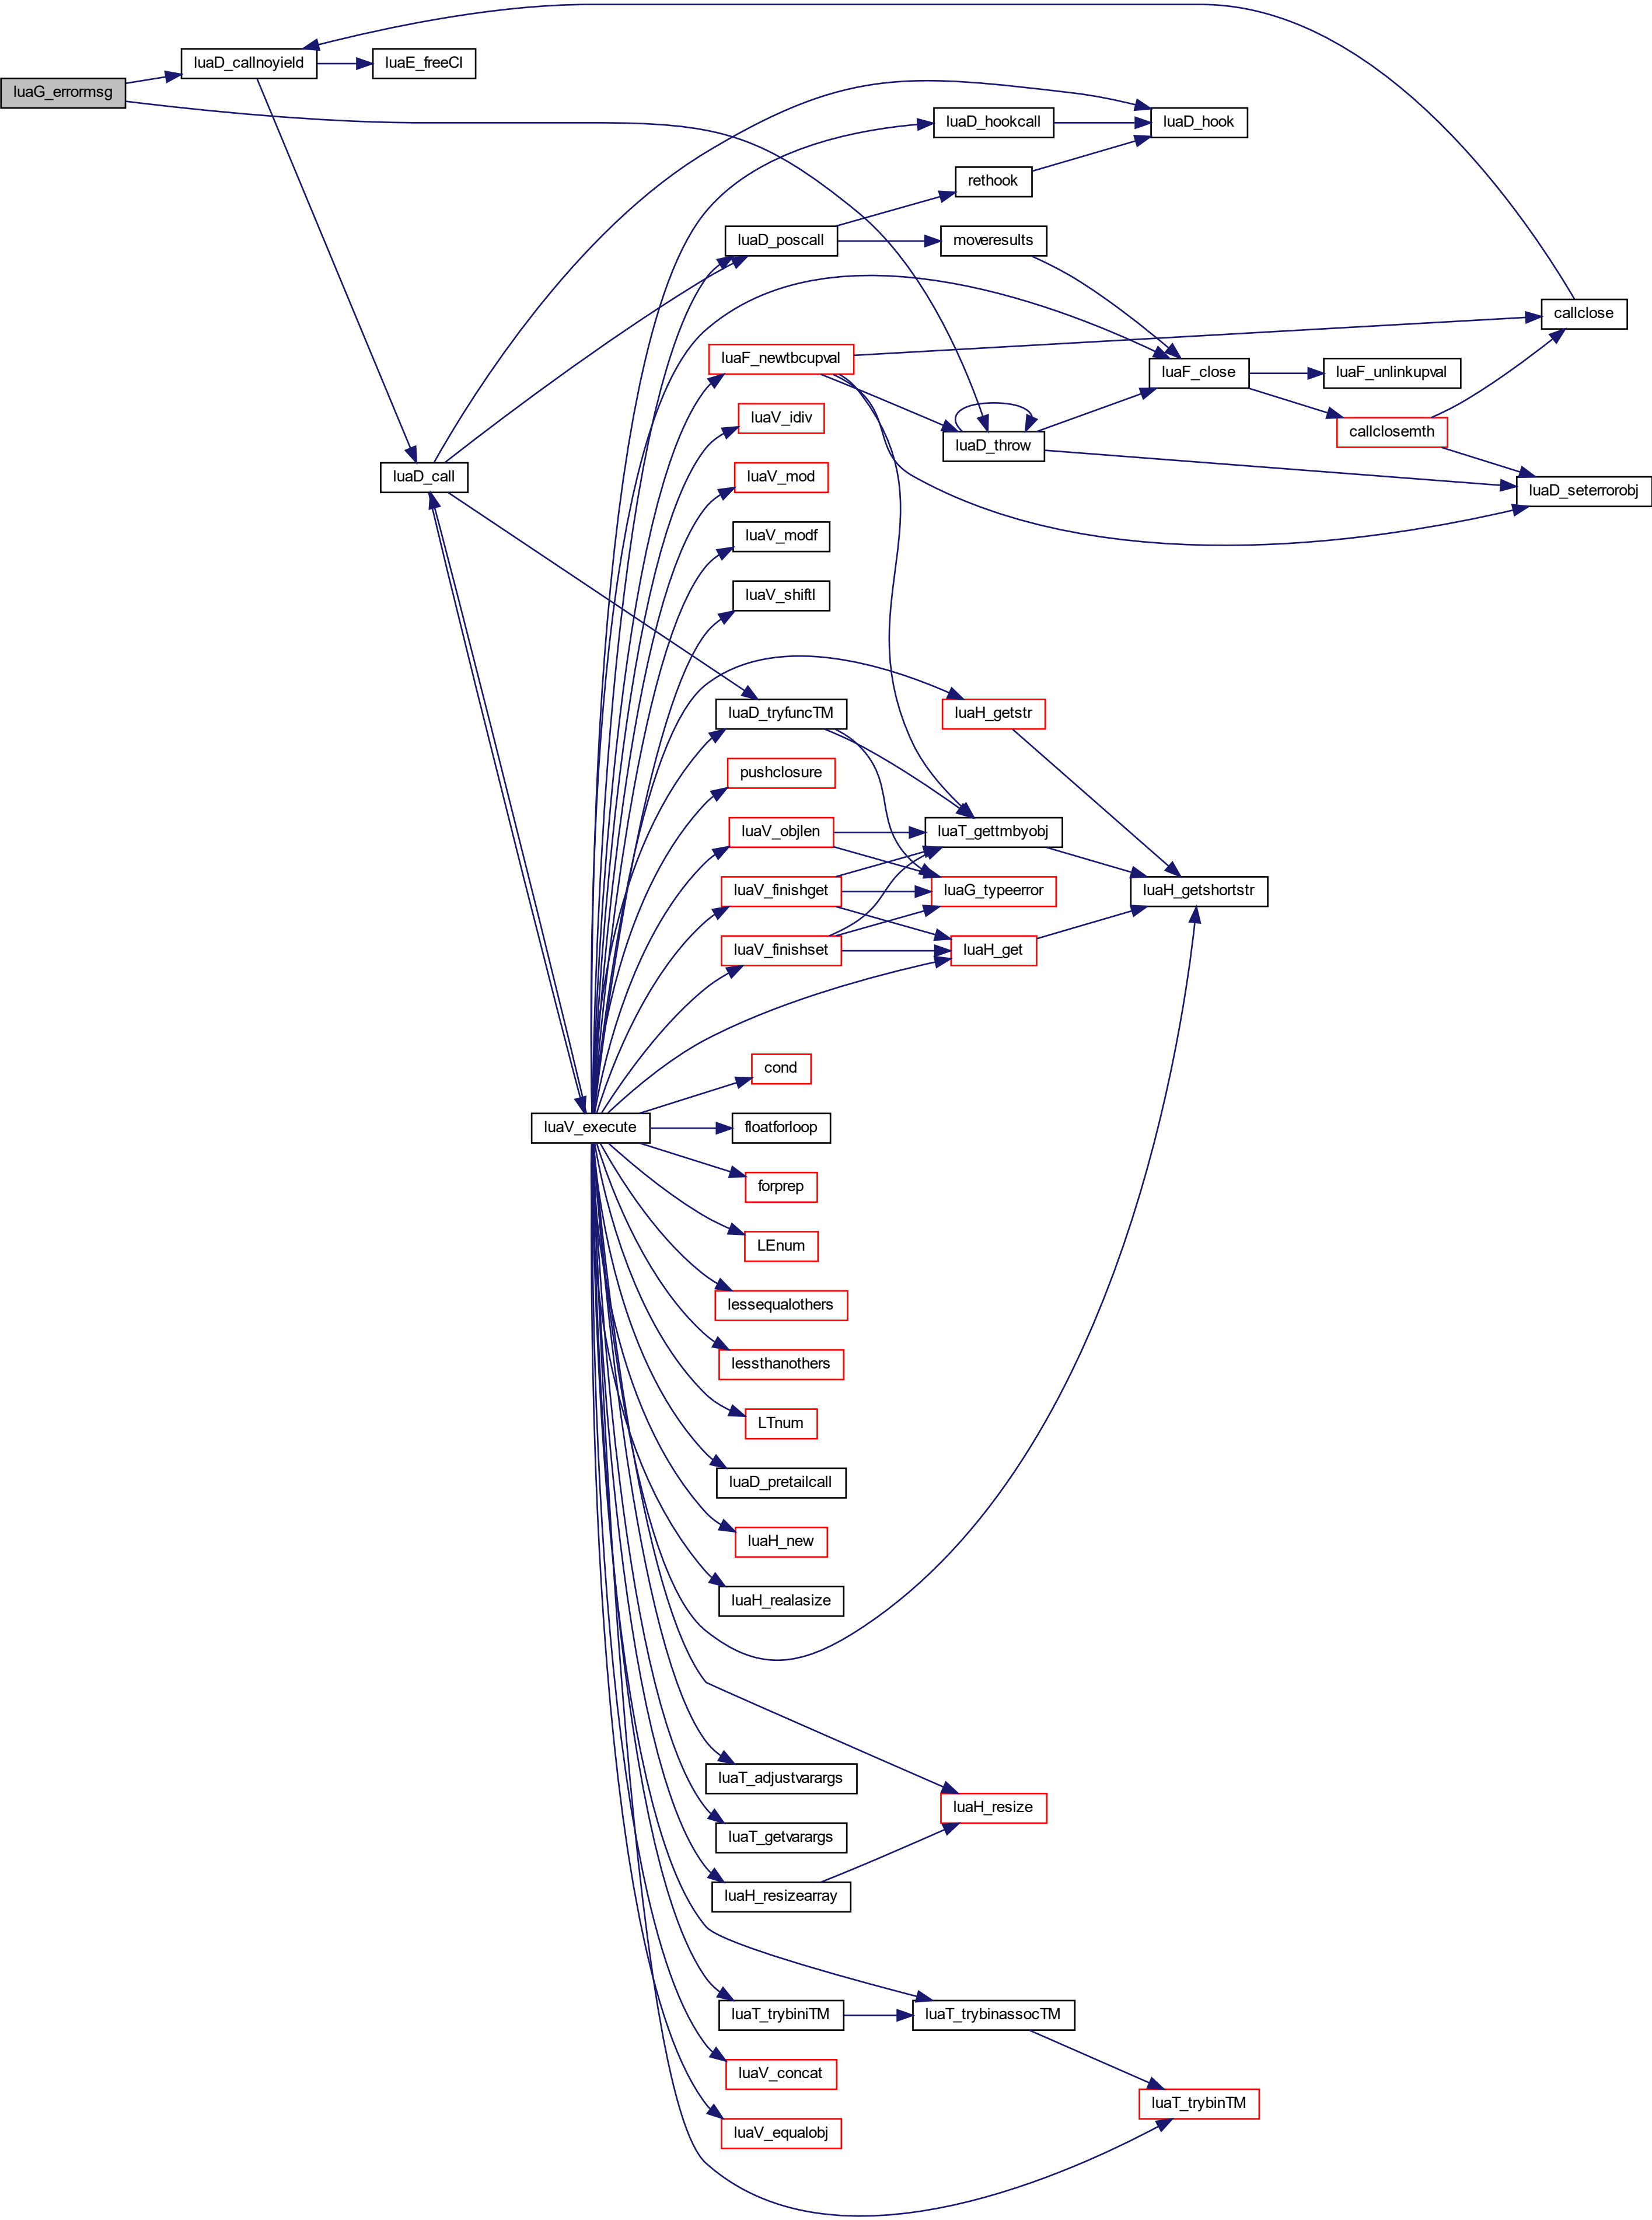 luaD_callnoyield
luaE_freeCI
luaG_errormsg
luaD_hookcall
luaD_hook
rethook
luaD_poscall
moveresults
callclose
luaF_newtbcupval
luaF_close
luaF_unlinkupval
luaV_idiv
callclosemth
luaD_throw
luaD_call
luaV_mod
luaD_seterrorobj
luaV_modf
luaV_shiftl
luaD_tryfuncTM
luaH_getstr
pushclosure
luaV_objlen
luaT_gettmbyobj
luaV_finishget
luaG_typeerror
luaH_getshortstr
luaV_finishset
luaH_get
cond
luaV_execute
floatforloop
forprep
LEnum
lessequalothers
lessthanothers
LTnum
luaD_pretailcall
luaH_new
luaH_realasize
luaT_adjustvarargs
luaH_resize
luaT_getvarargs
luaH_resizearray
luaT_trybiniTM
luaT_trybinassocTM
luaV_concat
luaT_trybinTM
luaV_equalobj